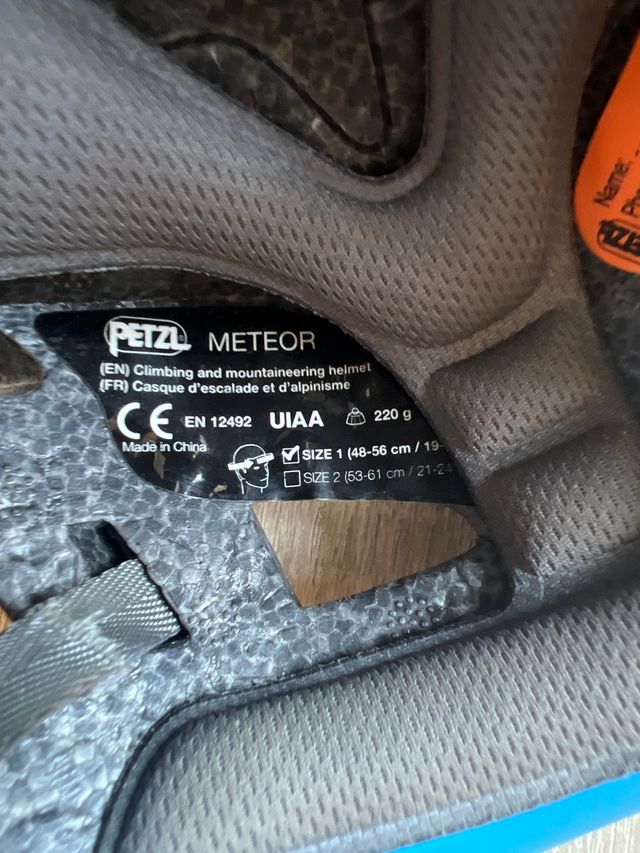 PETZL METEOR
(EN) Climbing and mountaineering helmet
(FR) Casque d'escalade et d'alpinisme
CE EN 12492 UIAA 220 g
Made in China
SIZE 1 (48-56 cm / 19-
SIZE 2 (53-61 cm / 21-24
Name: